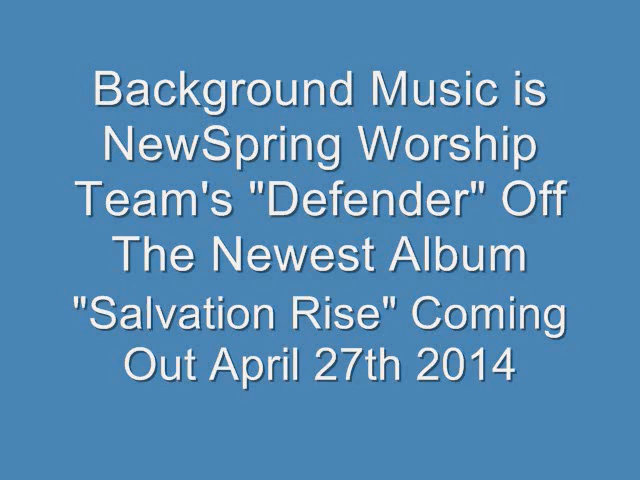 Background Music is
NewSpring Worship
Team's "Defender" Off
The Newest Album
"Salvation Rise" Coming
Out April 27th 2014